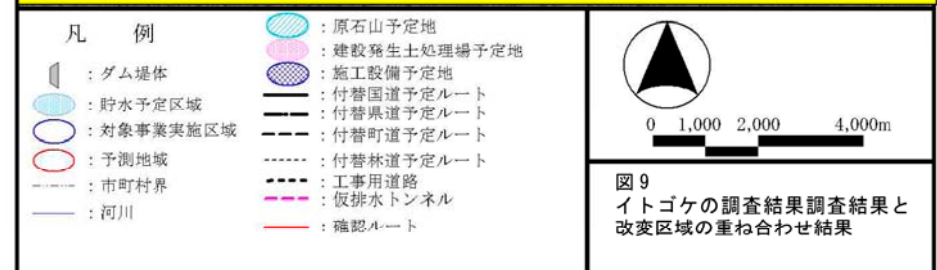 凡 例
：ダム堤体
：貯水予定区域
：対象事業実施区域
：予測地域
：市町村界
：河川
：原石山予定地
：建設発生土処理場予定地
：施工設備予定地
：付替国道予定ルート
：付替県道予定ルート
：付替町道予定ルート
：付替林道予定ルート
：工事用道路
：仮排水トンネル
：確認ルート
0 1,000 2,000 4,000m
図9
イトゴケの調査結果調査結果と
改変区域の重ね合わせ結果